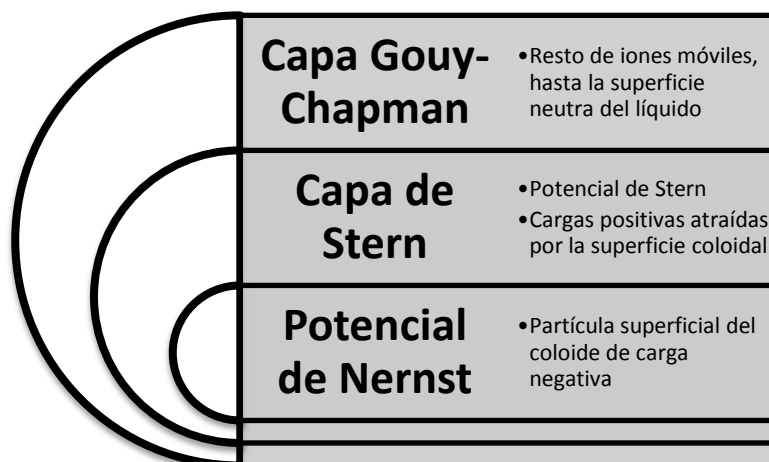 Capa Gouy-
Chapman
•Resto de iones móviles,
hasta la superficie
neutra del líquido
Capa de
Stern
•Potencial de Stern
•Cargas positivas atraídas
por la superficie coloidal
Potencial
de Nernst
•Partícula superficial del
coloide de carga
negativa